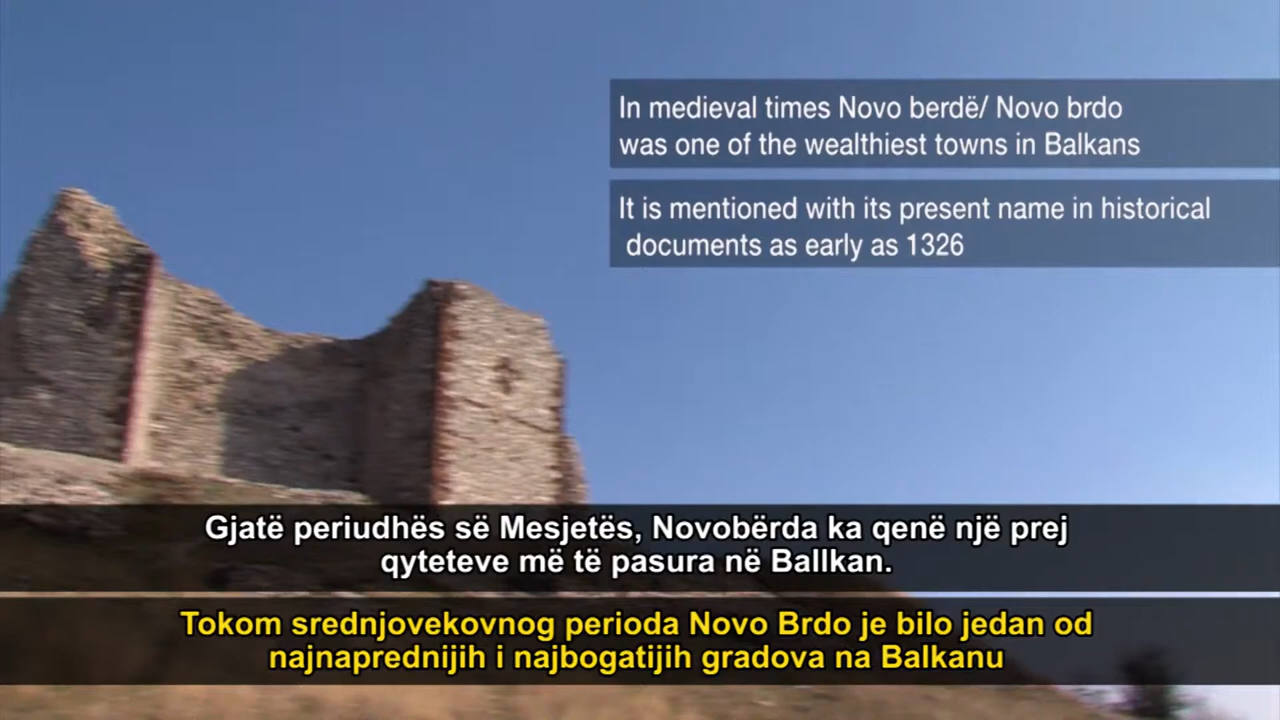 In medieval times Novo berdë/ Novo brdo
was one of the wealthiest towns in Balkans
It is mentioned with its present name in historical
documents as early as 1326
Gjatë periudhës së Mesjetës, Novobërda ka qenë një prej
qyteteve më të pasura në Ballkan.
Tokom srednjovekovnog perioda Novo Brdo je bilo jedan od
najnaprednijih i najbogatijih gradova na Balkanu